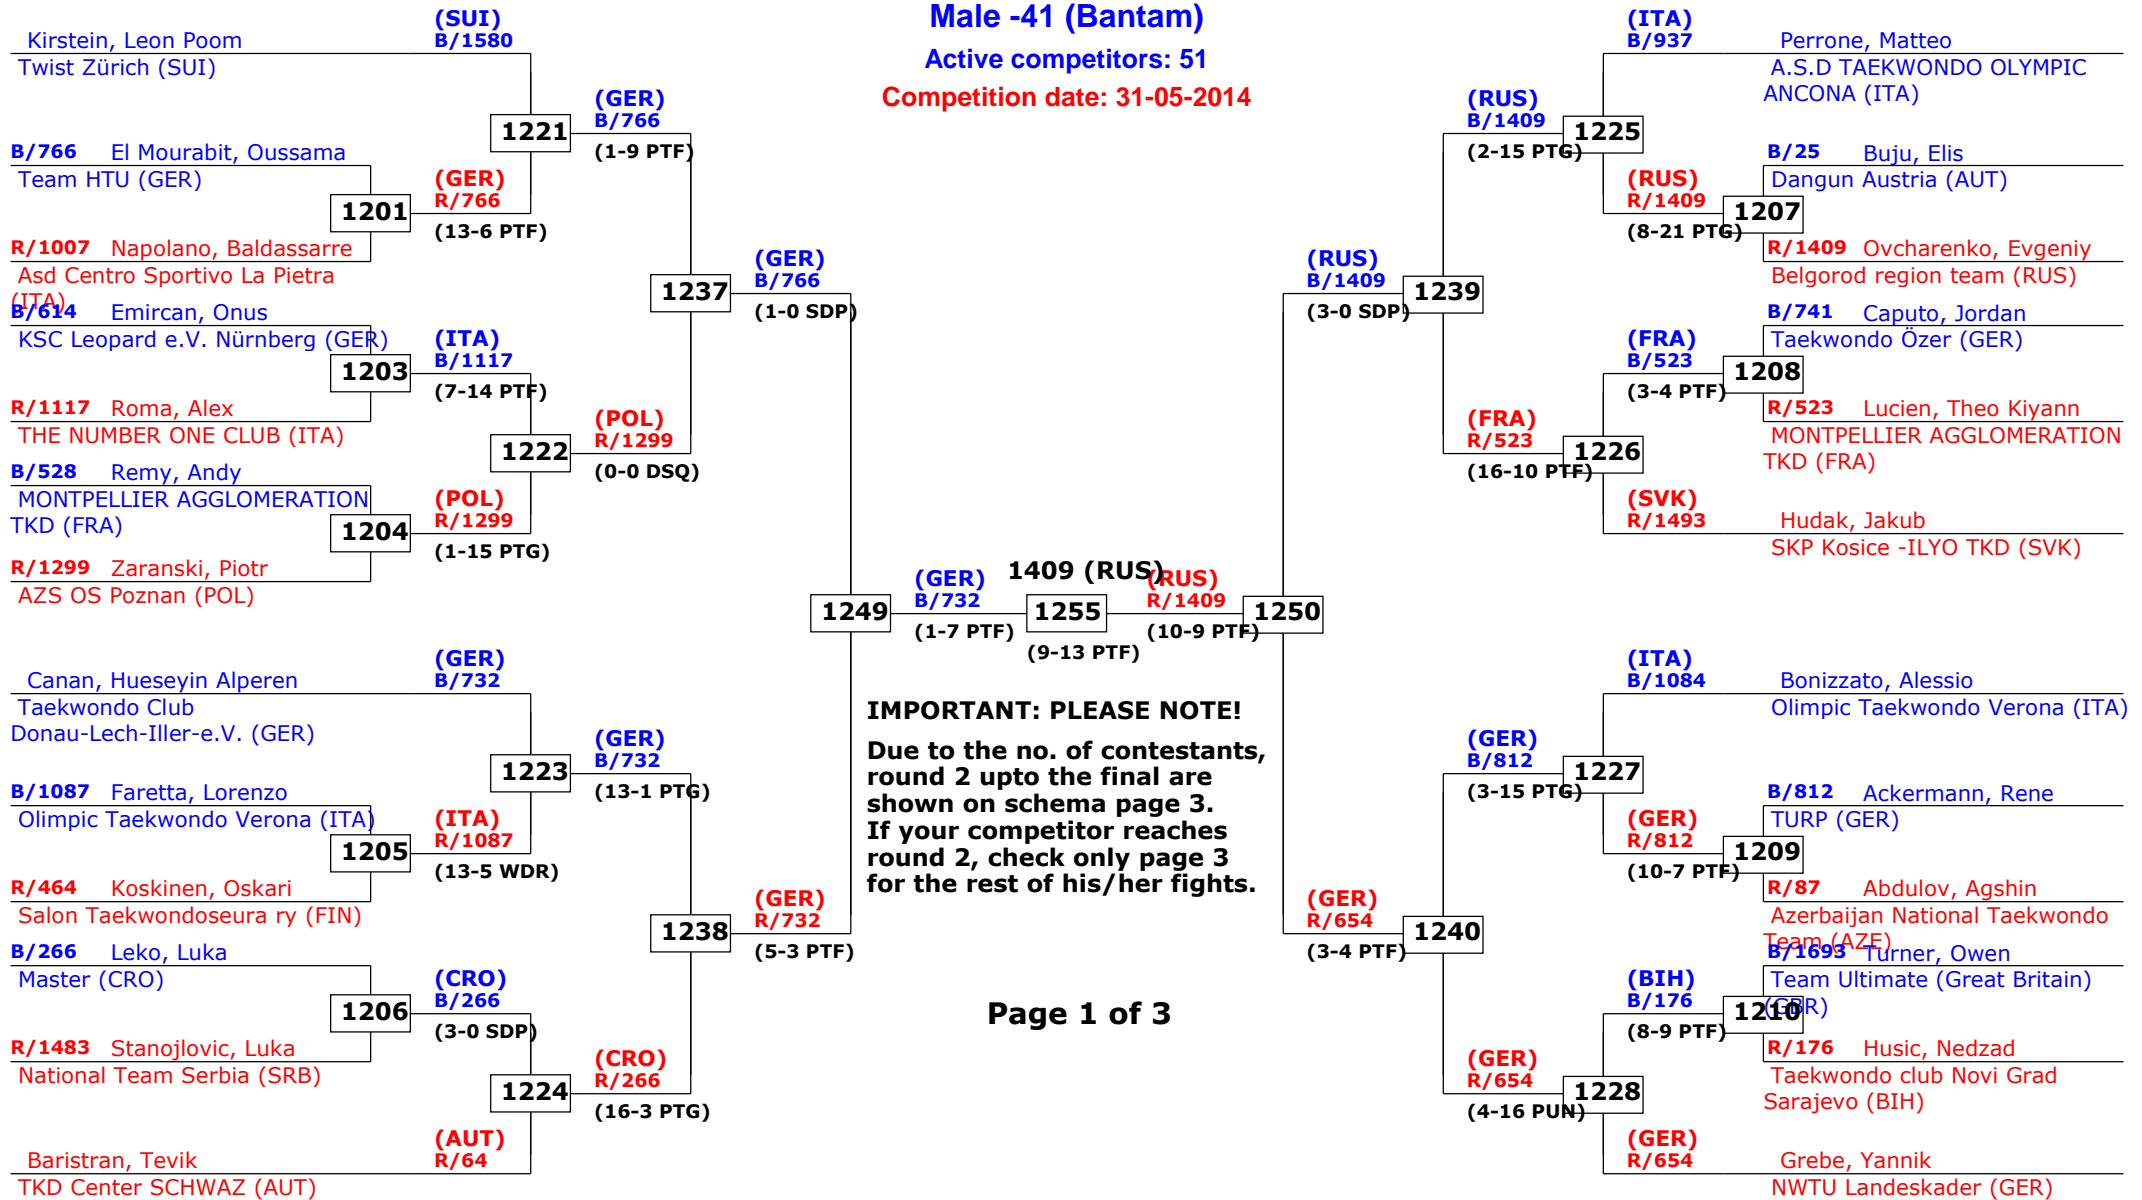 Male -41 (Bantam)
Active competitors: 51
Competition date: 31-05-2014
Kirstein, Leon Poom
Twist Zürich (SUI)
(SUI)
B/1580
1221
(GER)
B/766
(1-9 PTF)
B/766 El Mourabit, Oussama
Team HTU (GER)
1201
(GER)
R/766
(13-6 PTF)
R/1007 Napolano, Baldassarre
Asd Centro Sportivo La Pietra
(ITA)
1237
(GER)
B/766
(1-0 SDP)
B/614 Emircan, Onus
KSC Leopard e.V. Nürnberg (GER)
1203
(ITA)
B/1117
(7-14 PTF)
R/1117 Roma, Alex
THE NUMBER ONE CLUB (ITA)
1222
(POL)
R/1299
(0-0 DSQ)
B/528 Remy, Andy
MONTPELLIER AGGLOMERATION
TKD (FRA)
1204
(POL)
R/1299
(1-15 PTG)
R/1299 Zaranski, Piotr
AZS OS Poznan (POL)
1249
(GER)
B/732
(1-7 PTF)
1409 (RUS)
1255
(9-13 PTF)
(RUS)
R/1409
(10-9 PTF)
1250
Canan, Hueseyin Alperen
Taekwondo Club
Donau-Lech-Iller-e.V. (GER)
(GER)
B/732
1223
(GER)
B/732
(13-1 PTG)
B/1087 Faretta, Lorenzo
Olimpic Taekwondo Verona (ITA)
1205
(ITA)
R/1087
(13-5 WDR)
R/464 Koskinen, Oskari
Salon Taekwondoseura ry (FIN)
1238
(GER)
R/732
(5-3 PTF)
B/266 Leko, Luka
Master (CRO)
1206
(CRO)
B/266
(3-0 SDP)
R/1483 Stanojlovic, Luka
National Team Serbia (SRB)
1224
(CRO)
R/266
(16-3 PTG)
(AUT)
R/64
Baristran, Tevik
TKD Center SCHWAZ (AUT)
IMPORTANT: PLEASE NOTE!
Due to the no. of contestants,
round 2 upto the final are
shown on schema page 3.
If your competitor reaches
round 2, check only page 3
for the rest of his/her fights.
Page 1 of 3
(ITA)
B/937
Perrone, Matteo
A.S.D TAEKWONDO OLYMPIC
ANCONA (ITA)
(RUS)
B/1409
(2-15 PTG)
1225
B/25 Buju, Elis
Dangun Austria (AUT)
(RUS)
R/1409
(8-21 PTG)
1207
R/1409 Ovcharenko, Evgeniy
Belgorod region team (RUS)
(RUS)
B/1409
(3-0 SDP)
1239
B/741 Caputo, Jordan
Taekwondo Özer (GER)
(FRA)
B/523
(3-4 PTF)
1208
R/523 Lucien, Theo Kiyann
MONTPELLIER AGGLOMERATION
TKD (FRA)
(FRA)
R/523
(16-10 PTF)
1226
(SVK)
R/1493
Hudak, Jakub
SKP Kosice -ILYO TKD (SVK)
(ITA)
B/1084
Bonizzato, Alessio
Olimpic Taekwondo Verona (ITA)
(GER)
B/812
(3-15 PTG)
1227
B/812 Ackermann, Rene
TURP (GER)
(GER)
R/812
(10-7 PTF)
1209
R/87 Abdulov, Agshin
Azerbaijan National Taekwondo
Team (AZE)
(GER)
R/654
(3-4 PTF)
1240
B/1693 Turner, Owen
Team Ultimate (Great Britain)
(GBR)
(BIH)
B/176
(8-9 PTF)
1210
R/176 Husic, Nedzad
Taekwondo club Novi Grad
Sarajevo (BIH)
(GER)
R/654
(4-16 PUN)
1228
(GER)
R/654
Grebe, Yannik
NWTU Landeskader (GER)